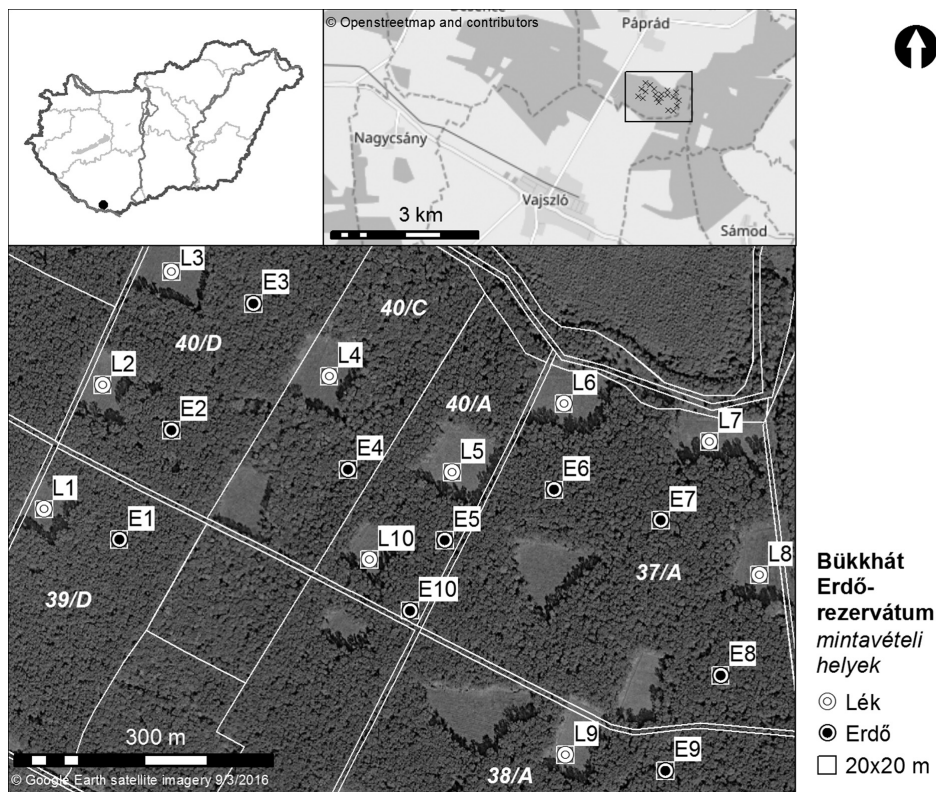 © Openstreetmap and contributors
Páprád
Nagycsány
Vajszló
3 km
Sámod
L3
E3
40/C
40/D
L4
L2
40/A
L6
E2
L7
L5
E4
E6
L1
E7
E1
E5
L10
L8
37/A
39/D
E10
E8
300 m
L9
E9
38/A
© Google Earth satellite imagery 9/3/2016
Bükkhát
Erdő-
rezervátum
mintavételi
helyek
Lék
Erdő
20x20 m